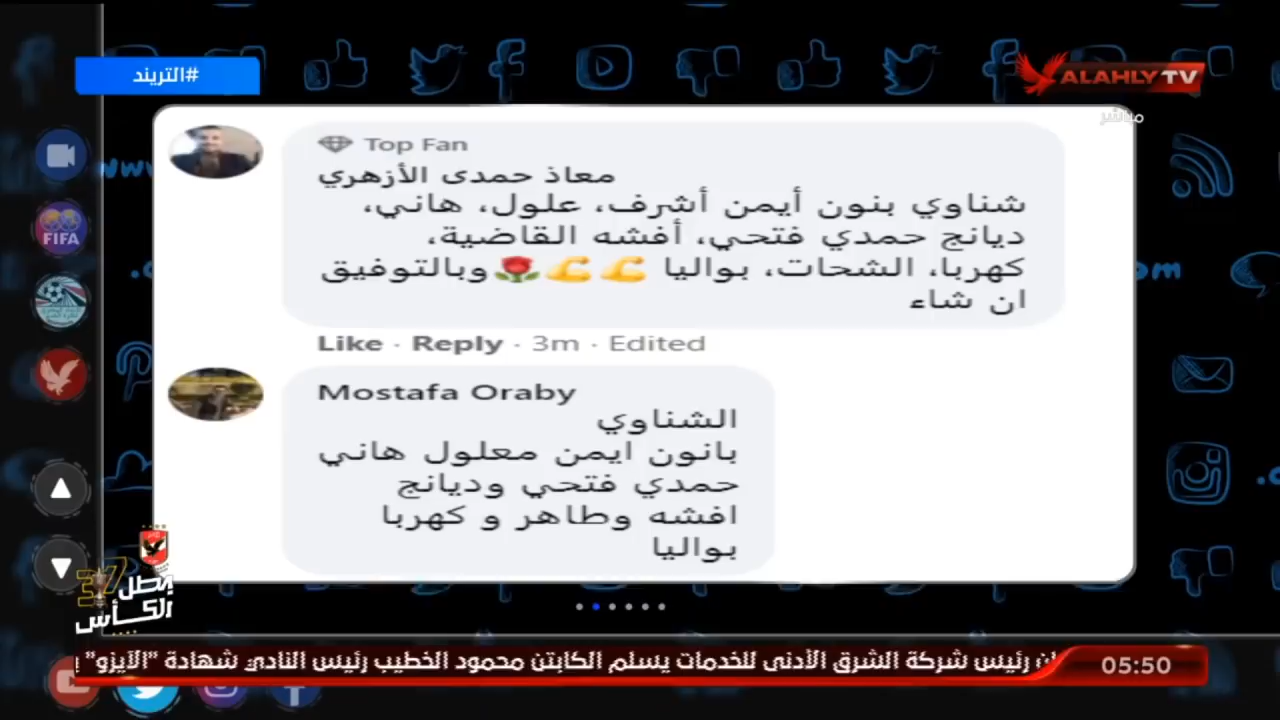 #التريند
ALAHLY TV
مباشر
FIFA
Top Fan
معاذ حمدى الأزهري
شناوي بنون أيمن أشرف، علول، هاني،
ديانج حمدي فتحي، أفشه القاضية،
كهربا، الشحات، بواليا 💪💪🌹وبالتوفيق
ان شاء
Like · Reply · 3m · Edited
Mostafa Oraby
الشناوي
بانون ايمن معلول هاني
حمدي فتحي وديانج
افشه وطاهر و كهربا
بواليا
بطل
37
الكأس
ان رئيس شركة الشرق الأدنى للخدمات يسلم الكابتن محمود الخطيب رئيس النادي شهادة "الآيزو"
05:50